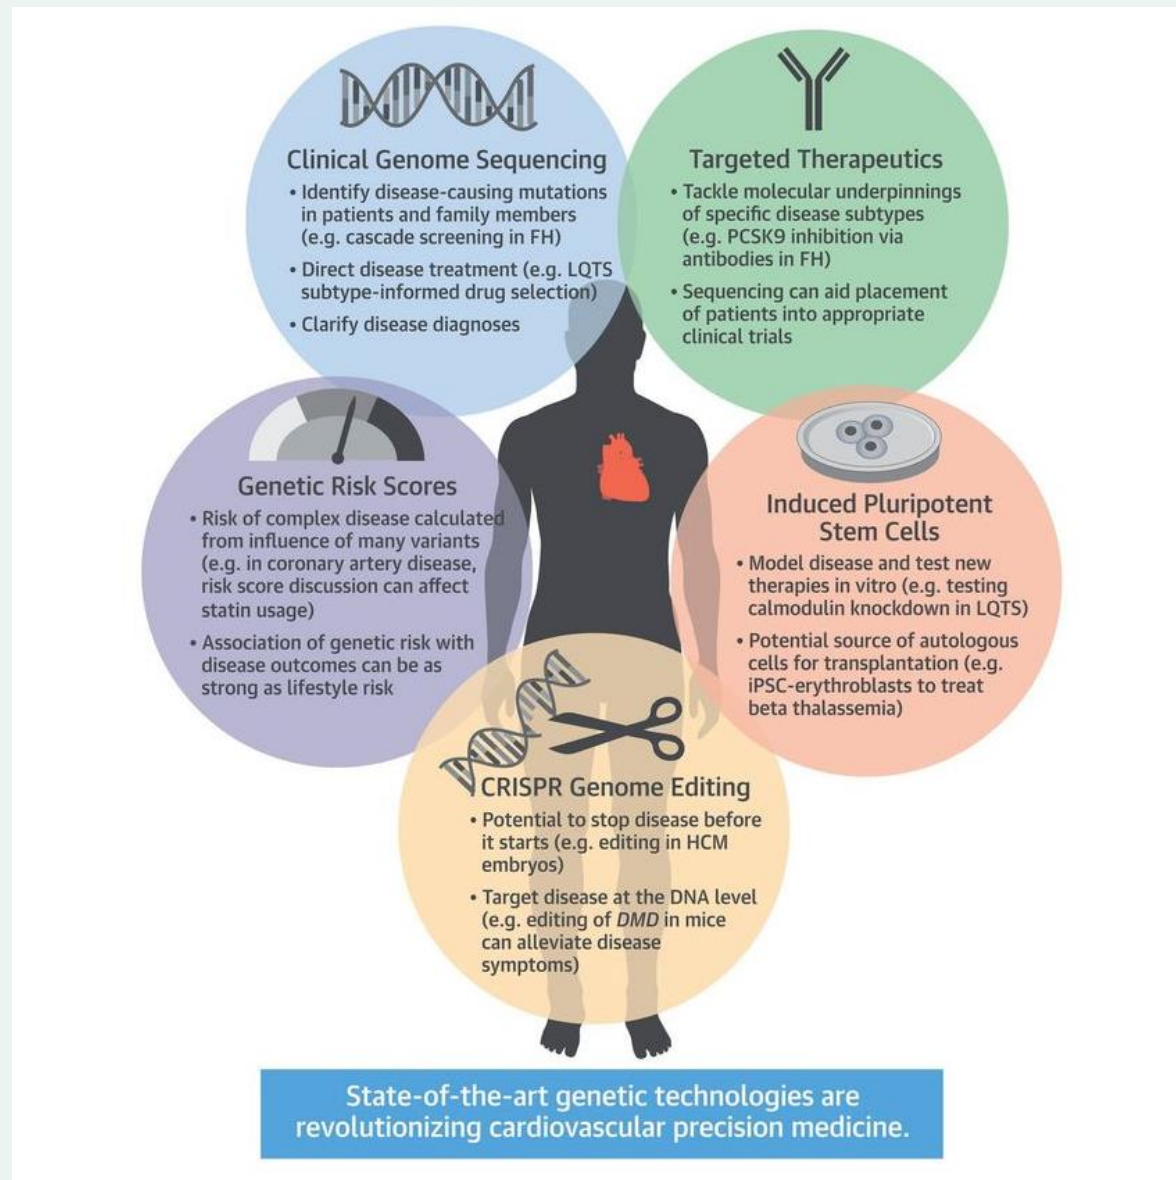 Clinical Genome Sequencing
• Identify disease-causing mutations
in patients and family members
(e.g. cascade screening in FH)
• Direct disease treatment (e.g. LQTS
subtype-informed drug selection)
• Clarify disease diagnoses
Targeted Therapeutics
• Tackle molecular underpinnings
of specific disease subtypes
(e.g. PCSK9 inhibition via
antibodies in FH)
• Sequencing can aid placement
of patients into appropriate
clinical trials
Genetic Risk Scores
• Risk of complex disease calculated
from influence of many variants
(e.g. in coronary artery disease,
risk score discussion can affect
statin usage)
• Association of genetic risk with
disease outcomes can be as
strong as lifestyle risk
Induced Pluripotent
Stem Cells
• Model disease and test new
therapies in vitro (e.g. testing
calmodulin knockdown in LQTS)
• Potential source of autologous
cells for transplantation (e.g.
iPSC-erythroblasts to treat
beta thalassemia)
CRISPR Genome Editing
• Potential to stop disease before
it starts (e.g. editing in HCM
embryos)
• Target disease at the DNA level
(e.g. editing of DMD in mice
can alleviate disease
symptoms)
State-of-the-art genetic technologies are
revolutionizing cardiovascular precision medicine.